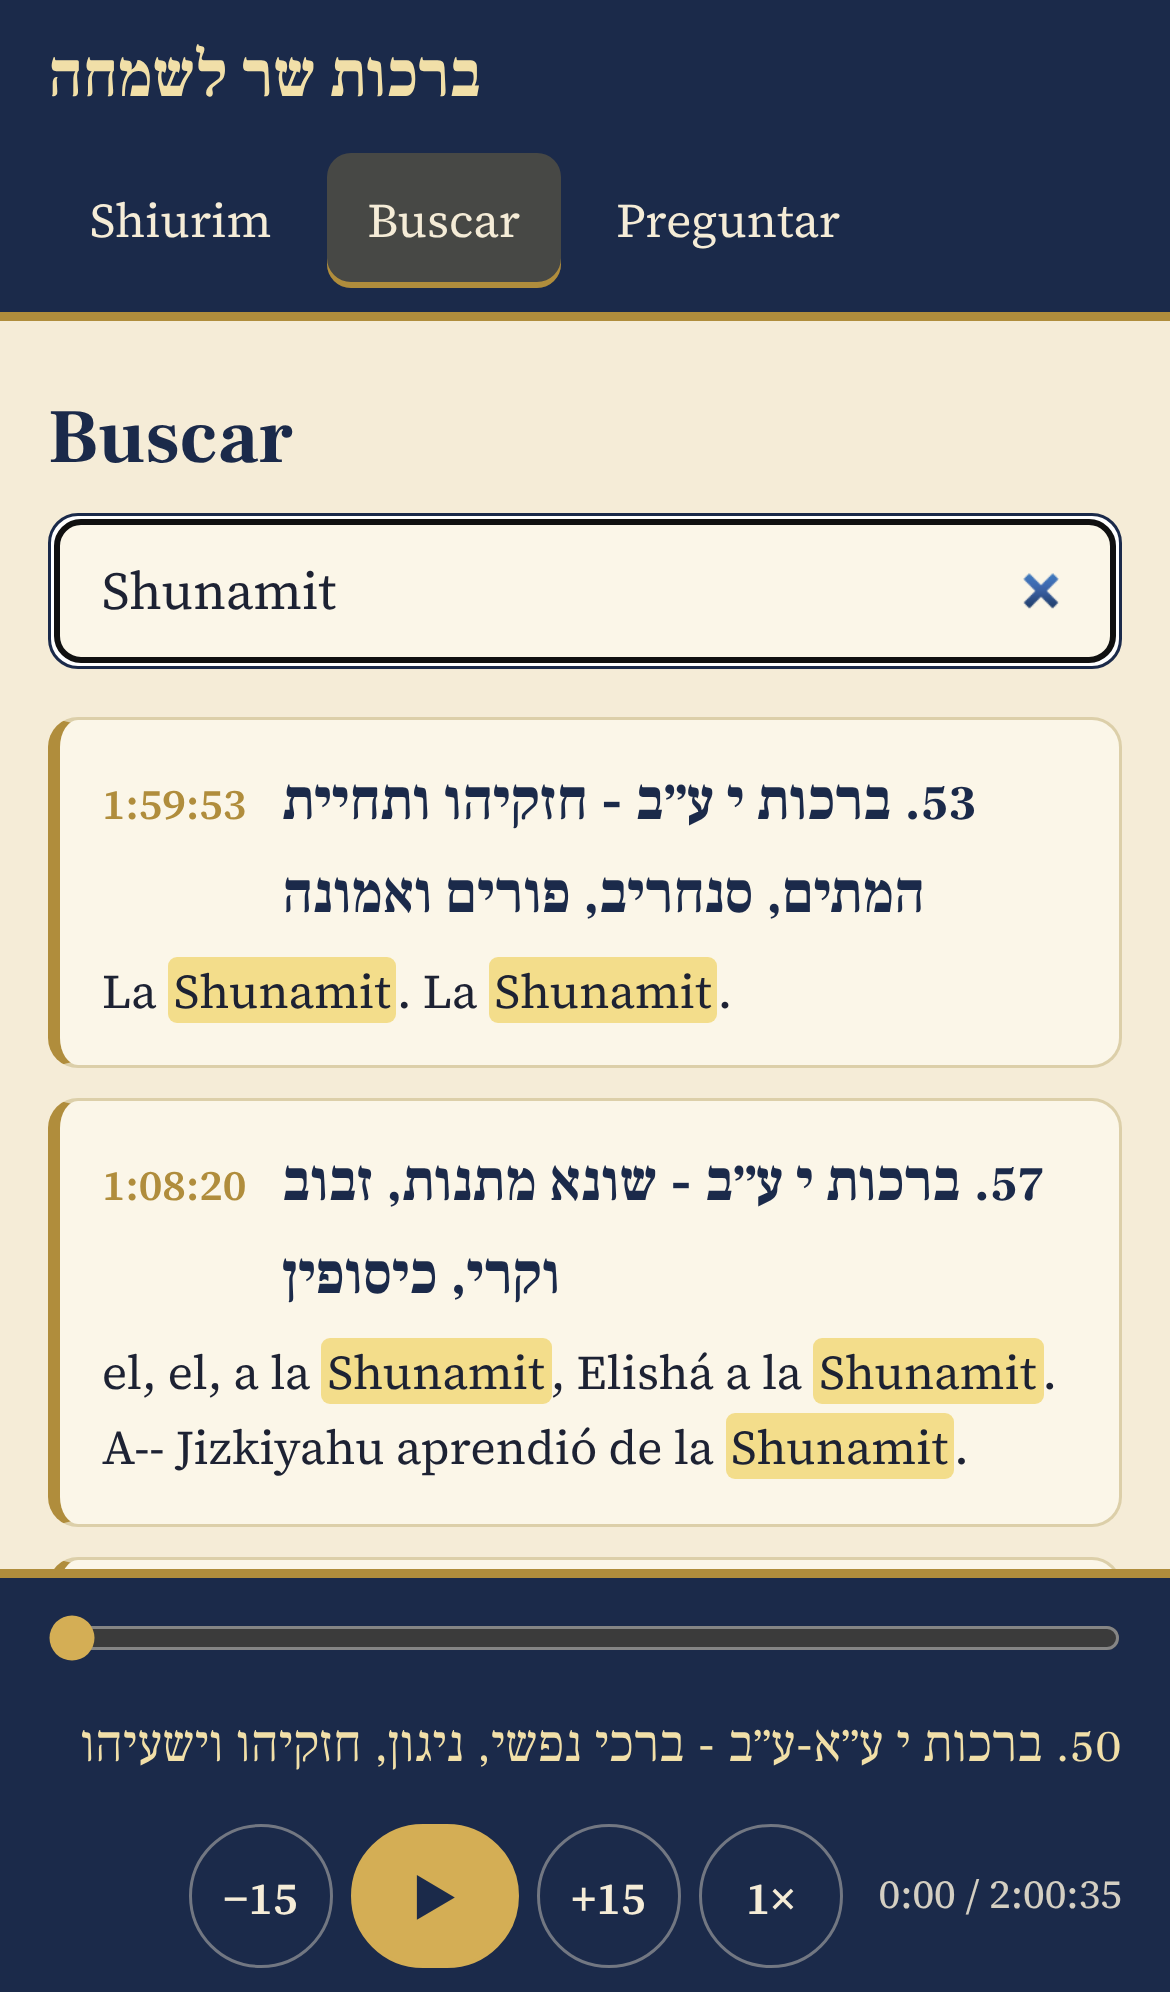 ברכות שר לשמחה
Shiurim Buscar Preguntar
Buscar
Shunamit
1:59:53 53. ברכות י ע״ב - חזקיהו ותחיית
המתים, סנחריב, פורים ואמונה
La Shunamit. La Shunamit.
1:08:20 57. ברכות י ע״ב - שונא מתנות, זבוב
וקרי, כיסופין
el, el, a la Shunamit, Elishá a la Shunamit.
A-- Jizkiyahu aprendió de la Shunamit.
50. ברכות י ע״א-ע״ב - ברכי נפשי, ניגון, חזקיהו וישעיהו
−15 +15 1× 0:00 / 2:00:35